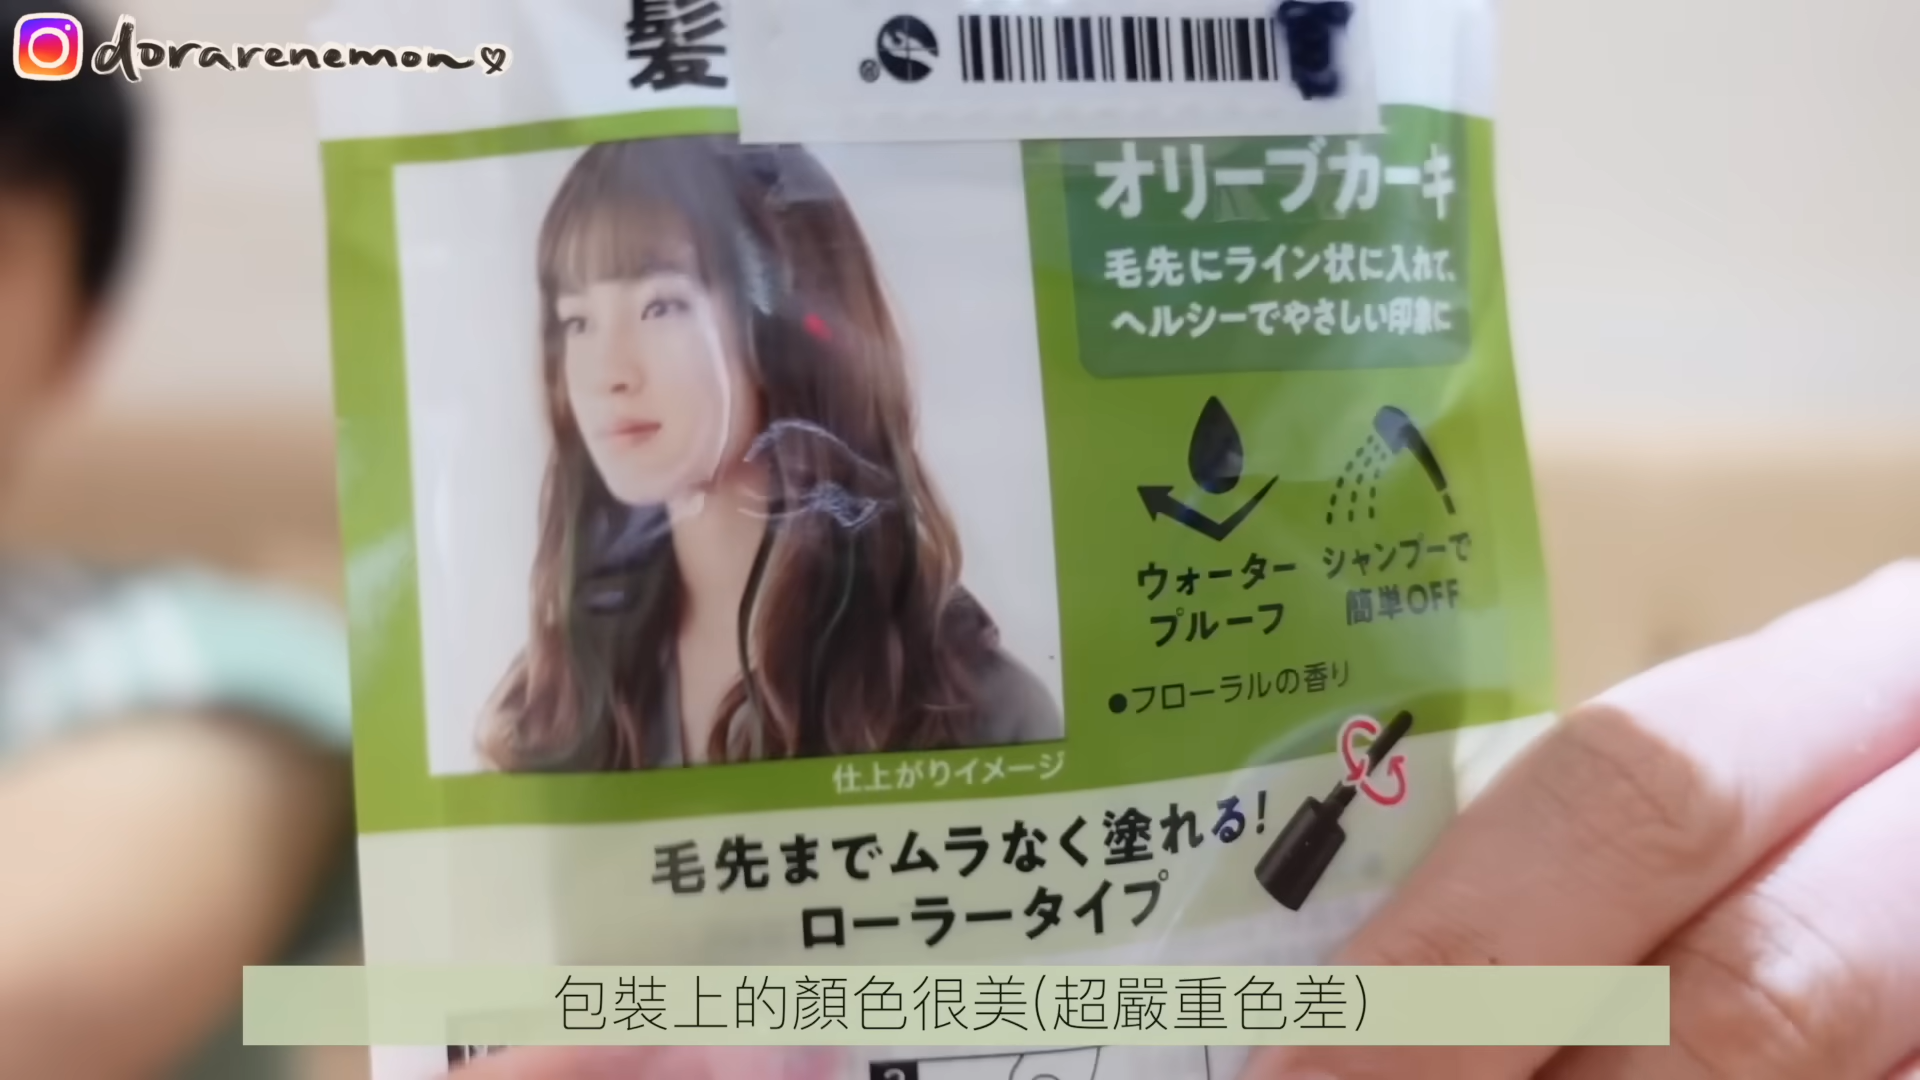 dorarenemon
髪
オリーブカーキ
毛先にライン状に入れて、
ヘルシーでやさしい印象に
ウォーター
プルーフ
シャンプーで
簡単OFF
●フローラルの香り
仕上がりイメージ
毛先までムラなく塗れる!
ローラータイプ
包裝上的顏色很美(超嚴重色差)